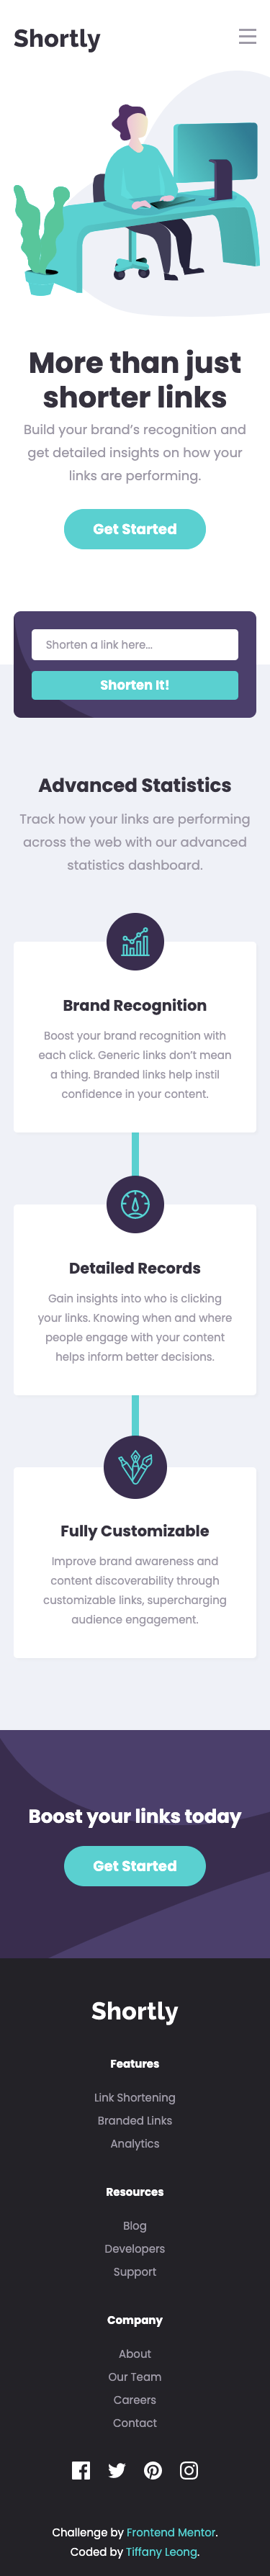 Shortly
More than just
shorter links
Build your brand’s recognition and
get detailed insights on how your
links are performing.
Get Started
Shorten a link here...
Shorten It!
Advanced Statistics
Track how your links are performing
across the web with our advanced
statistics dashboard.
Brand Recognition
Boost your brand recognition with
each click. Generic links don’t mean
a thing. Branded links help instil
confidence in your content.
Detailed Records
Gain insights into who is clicking
your links. Knowing when and where
people engage with your content
helps inform better decisions.
Fully Customizable
Improve brand awareness and
content discoverability through
customizable links, supercharging
audience engagement.
Boost your links today
Get Started
Shortly
Features
Link Shortening
Branded Links
Analytics
Resources
Blog
Developers
Support
Company
About
Our Team
Careers
Contact
Challenge by Frontend Mentor.
Coded by Tiffany Leong.